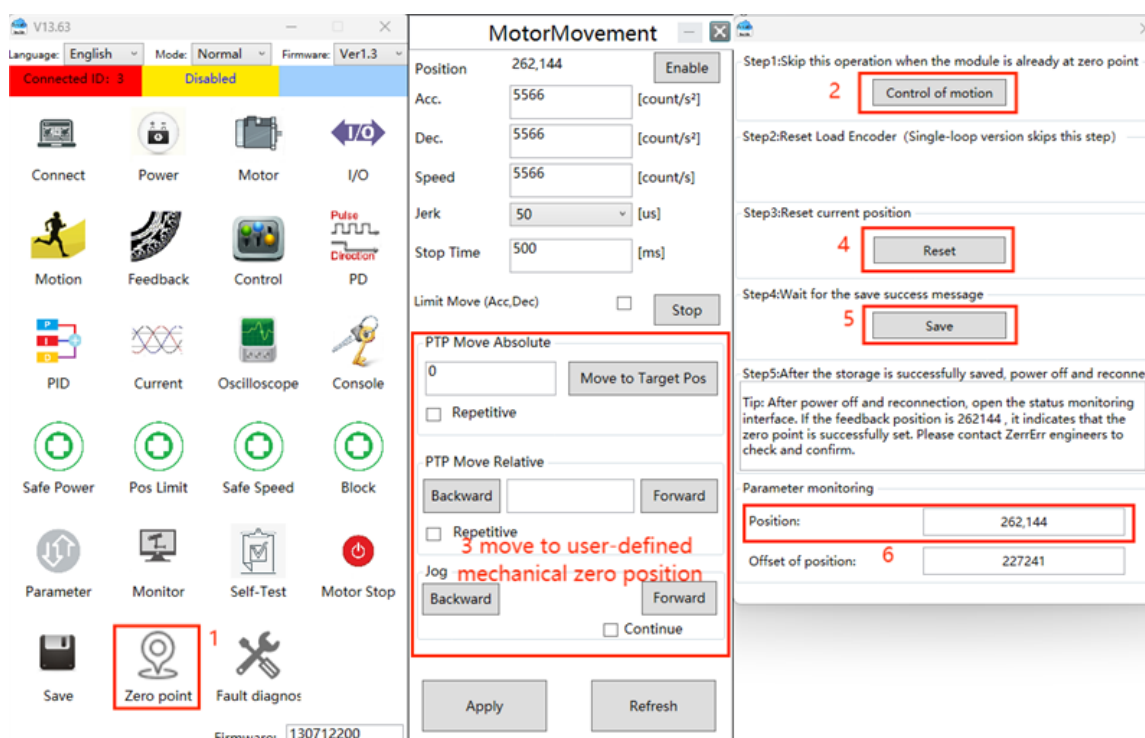 V13.63
Language: English Mode: Normal Firmware: Ver1.3
Connected ID: 3 Disabled
Connect Power Motor I/O
I/O
Pulse
Direction
Motion Feedback Control PD
P
I
D
PID Current Oscilloscope Console
Safe Power Pos Limit Safe Speed Block
Parameter Monitor Self-Test Motor Stop
1
Save Zero point Fault diagnos
Firmware: 130712200
MotorMovement
Position 262,144 Enable
Acc. 5566 [count/s²]
Dec. 5566 [count/s²]
Speed 5566 [count/s]
Jerk 50 [us]
Stop Time 500 [ms]
Limit Move (Acc,Dec) Stop
PTP Move Absolute
0 Move to Target Pos
Repetitive
PTP Move Relative
Backward Forward
Repetitive
3 move to user-defined
mechanical zero position
Jog
Backward Forward
Continue
Apply Refresh
Step1:Skip this operation when the module is already at zero point
2 Control of motion
Step2:Reset Load Encoder (Single-loop version skips this step)
Step3:Reset current position
4 Reset
Step4:Wait for the save success message
5 Save
Step5:After the storage is successfully saved, power off and reconne
Tip: After power off and reconnection, open the status monitoring
interface. If the feedback position is 262144 , it indicates that the
zero point is successfully set. Please contact ZerrErr engineers to
check and confirm.
Parameter monitoring
Position: 262,144
6
Offset of position: 227241